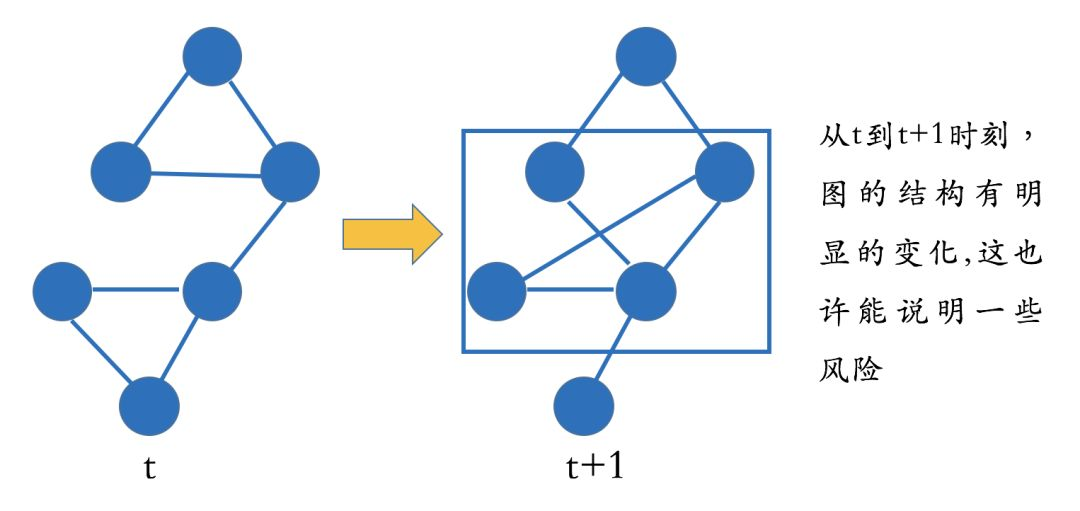 从t到t+1时刻，
图的结构有明
显的变化,这也
许能说明一些
风险
t
t+1